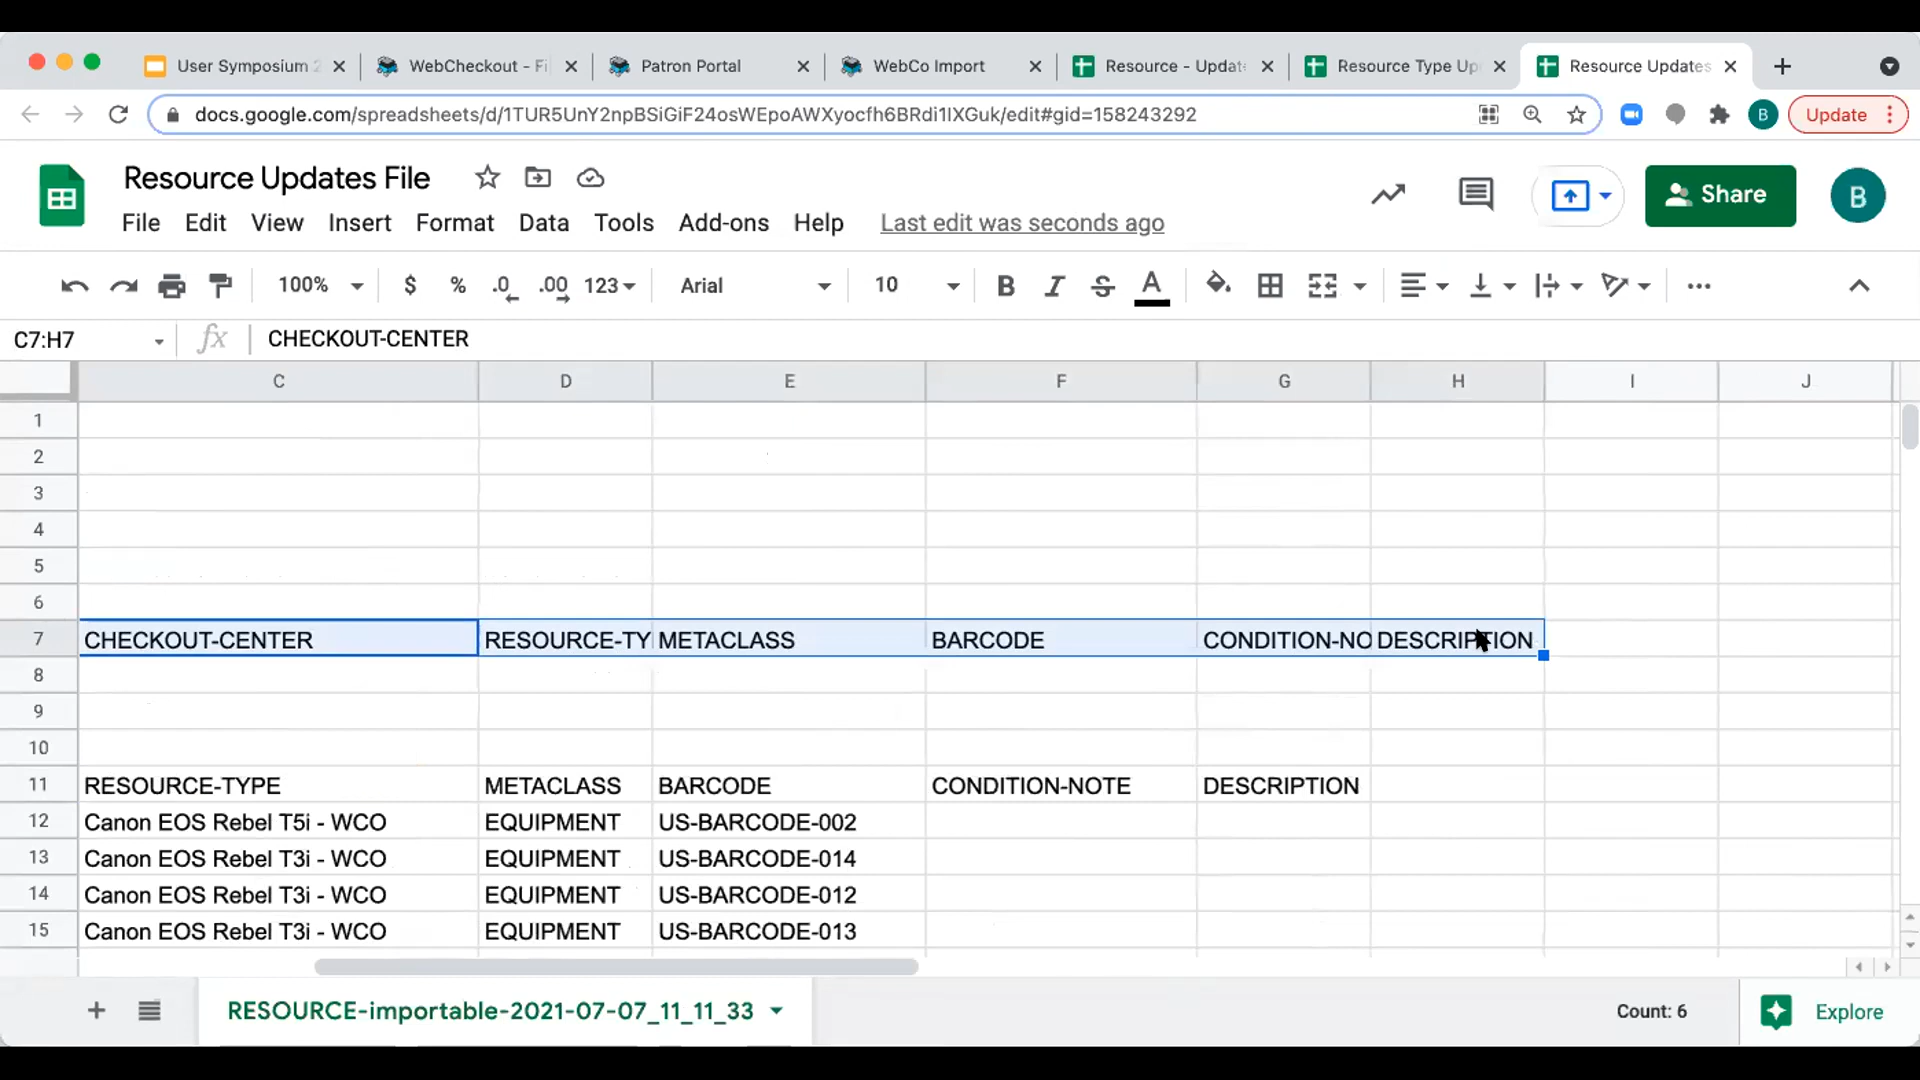 User Symposium 2
WebCheckout - Fi
Patron Portal
WebCo Import
Resource - Updat
Resource Type Up
Resource Updates
docs.google.com/spreadsheets/d/1TUR5UnY2npBSiGiF24osWEpoAWXyocfh6BRdi1lXGuk/edit#gid=158243292
B
Update
Resource Updates File
Share
B
File Edit View Insert Format Data Tools Add-ons Help Last edit was seconds ago
100% $ % .0 .00 123 Arial 10 B I S A
C7:H7 fx CHECKOUT-CENTER
C D E F G H I J
1
2
3
4
5
6
7 CHECKOUT-CENTER RESOURCE-TY METACLASS BARCODE CONDITION-NO DESCRIPTION
8
9
10
11 RESOURCE-TYPE METACLASS BARCODE CONDITION-NOTE DESCRIPTION
12 Canon EOS Rebel T5i - WCO EQUIPMENT US-BARCODE-002
13 Canon EOS Rebel T3i - WCO EQUIPMENT US-BARCODE-014
14 Canon EOS Rebel T3i - WCO EQUIPMENT US-BARCODE-012
15 Canon EOS Rebel T3i - WCO EQUIPMENT US-BARCODE-013
RESOURCE-importable-2021-07-07_11_11_33
Count: 6
Explore